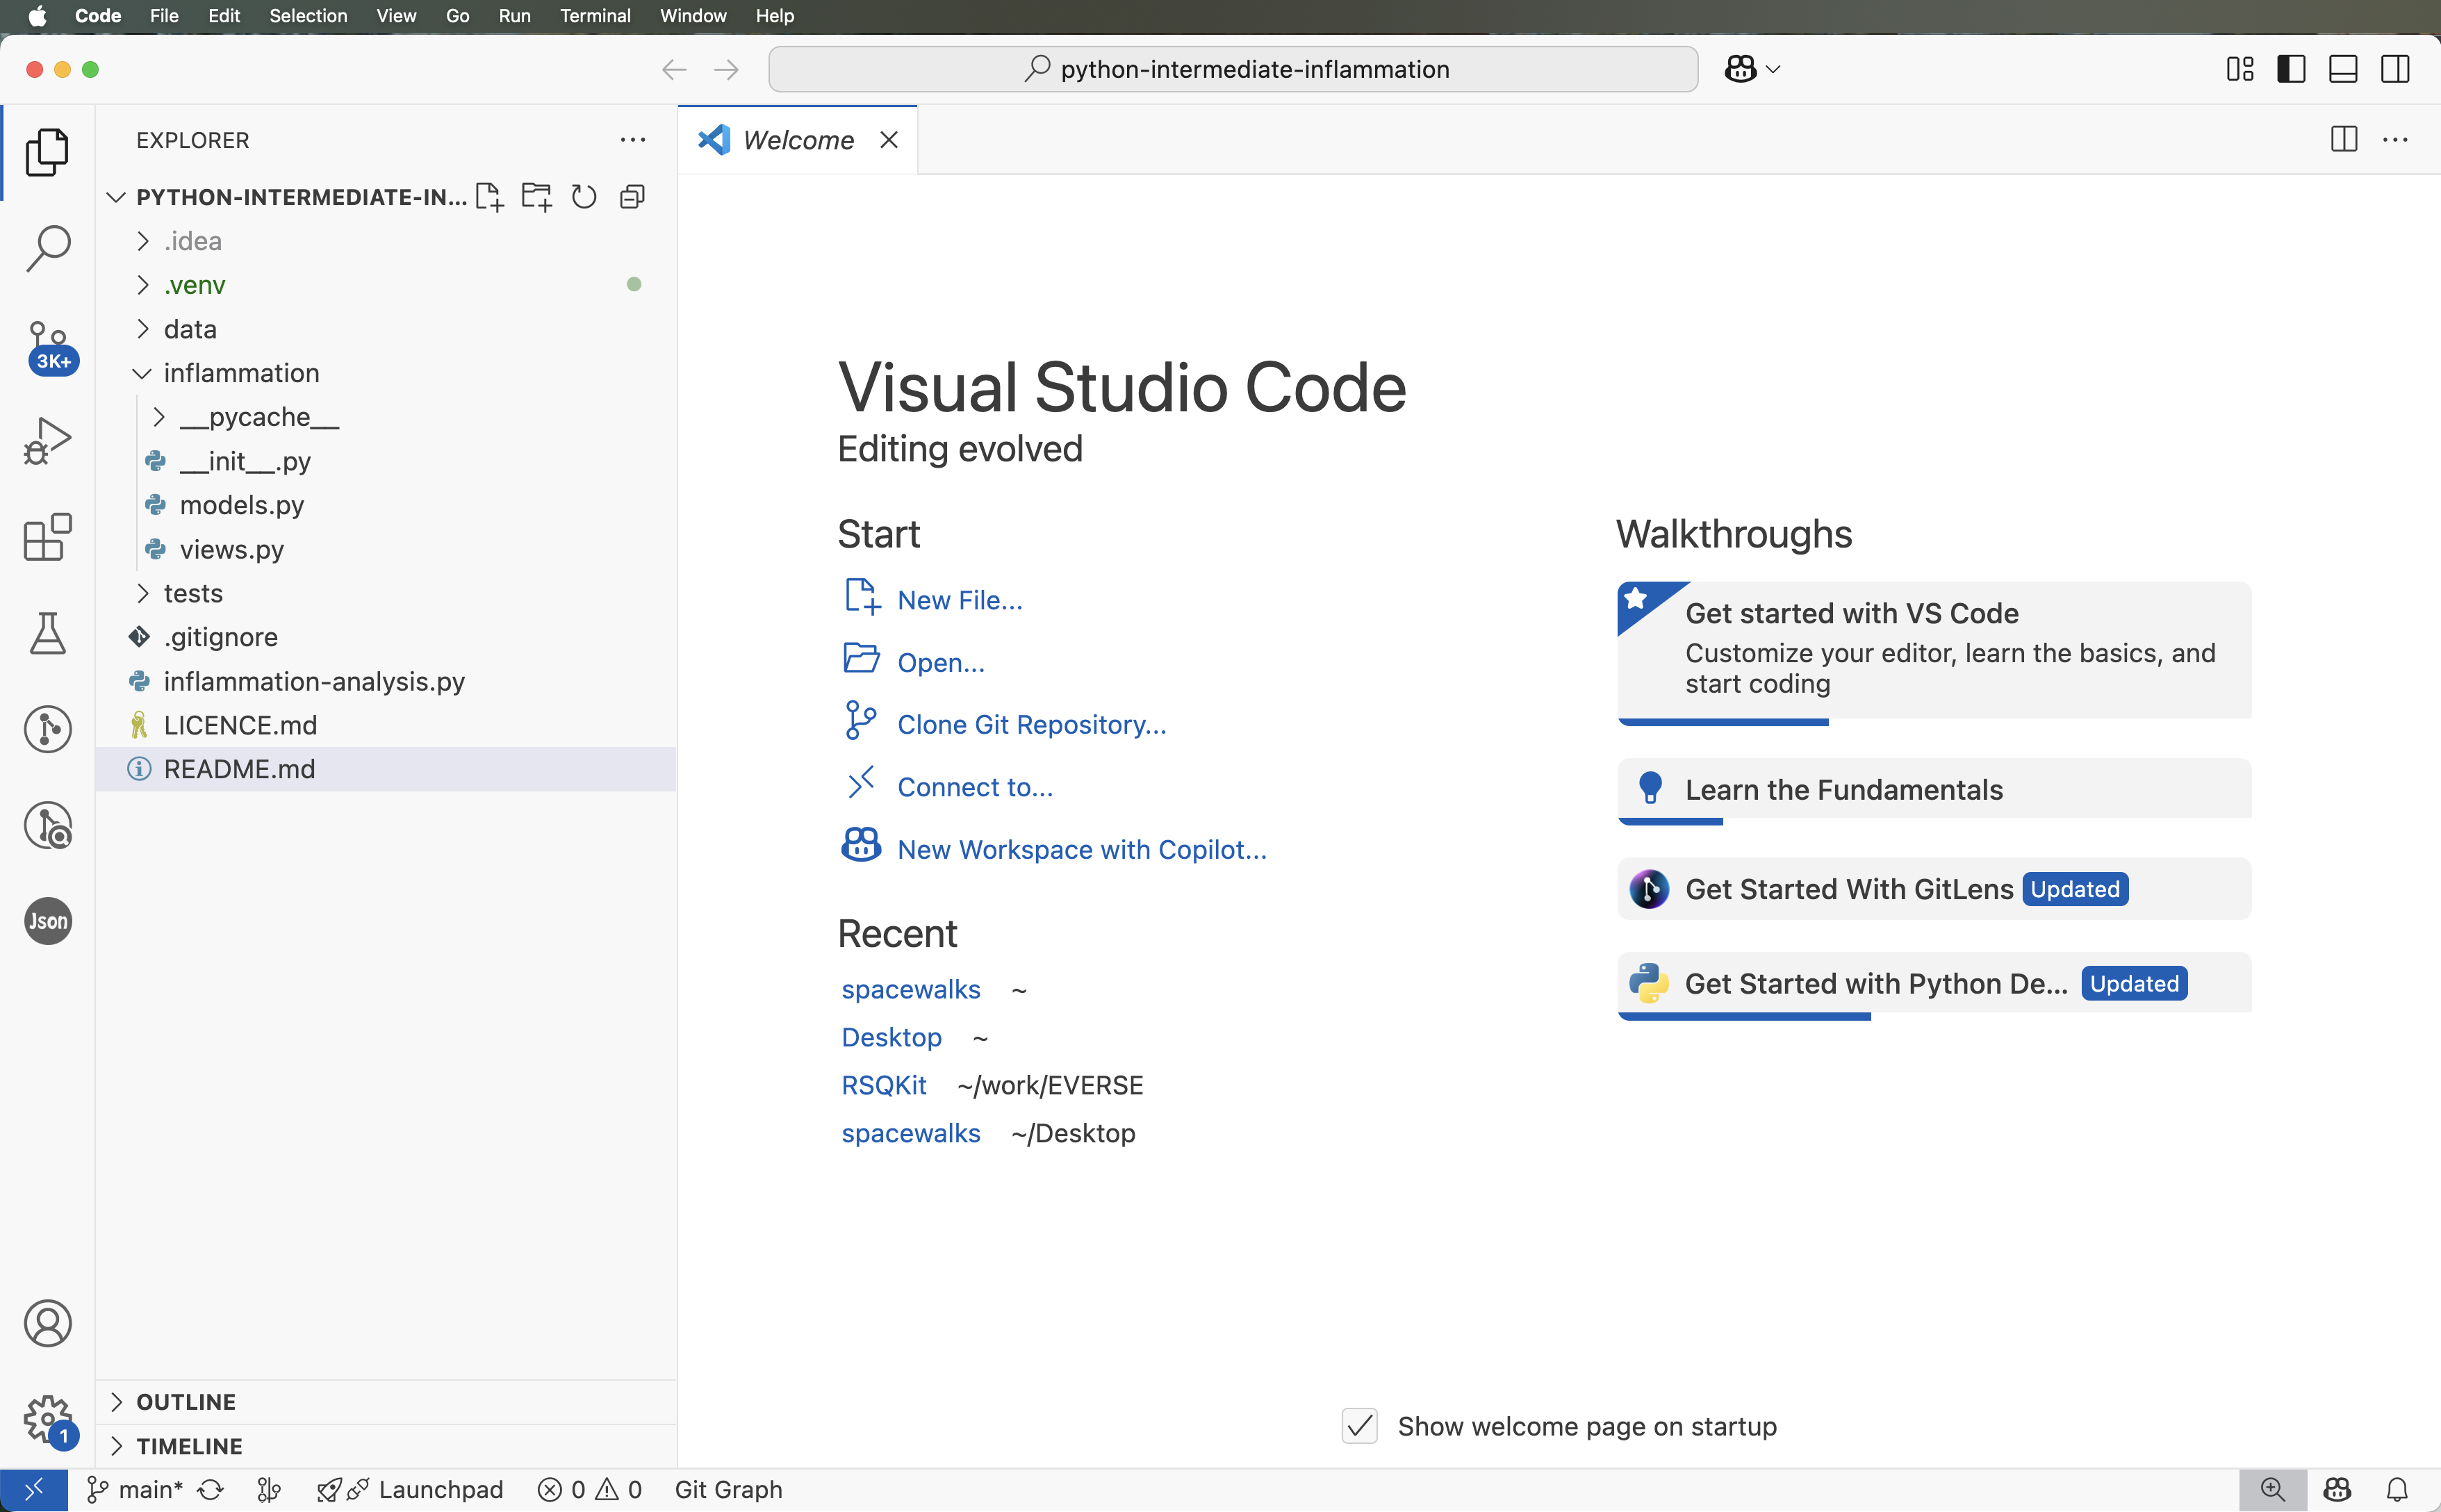 Code File Edit Selection View Go Run Terminal Window Help
python-intermediate-inflammation
EXPLORER
PYTHON-INTERMEDIATE-IN...
.idea
.venv
data
inflammation
__pycache__
__init__.py
models.py
views.py
tests
.gitignore
inflammation-analysis.py
LICENCE.md
README.md
OUTLINE
TIMELINE
3K+
Json
1
Welcome
Visual Studio Code
Editing evolved
Start
New File...
Open...
Clone Git Repository...
Connect to...
New Workspace with Copilot...
Recent
spacewalks ~
Desktop ~
RSQKit ~/work/EVERSE
spacewalks ~/Desktop
Walkthroughs
Get started with VS Code
Customize your editor, learn the basics, and
start coding
Learn the Fundamentals
Get Started With GitLens Updated
Get Started with Python De... Updated
Show welcome page on startup
main* Launchpad 0 0 Git Graph